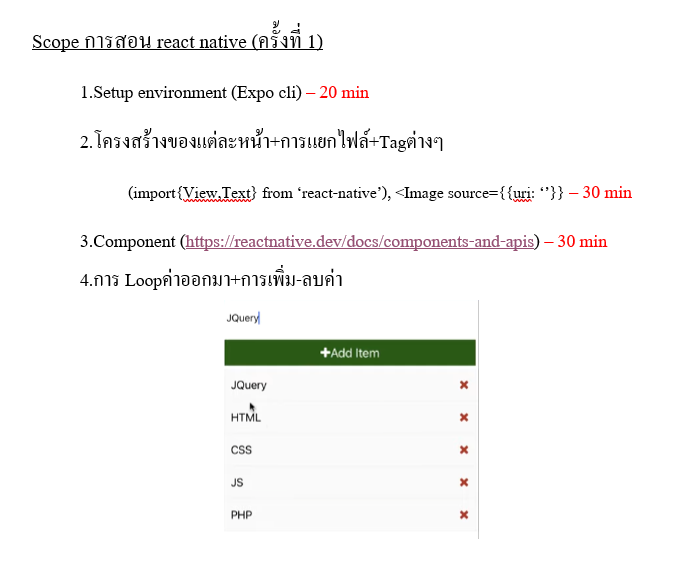 Scope การสอน react native (ครั้งที่ 1)
1.Setup environment (Expo cli) – 20 min
2.โครงสร้างของแต่ละหน้า+การแยกไฟล์+Tagต่างๆ
(import{View,Text} from ‘react-native’), <Image source={{uri: ‘’}} – 30 min
3.Component (https://reactnative.dev/docs/components-and-apis) – 30 min
4.การ Loopค่าออกมา+การเพิ่ม-ลบค่า
JQuery
+Add Item
JQuery ×
HTML ×
CSS ×
JS ×
PHP ×